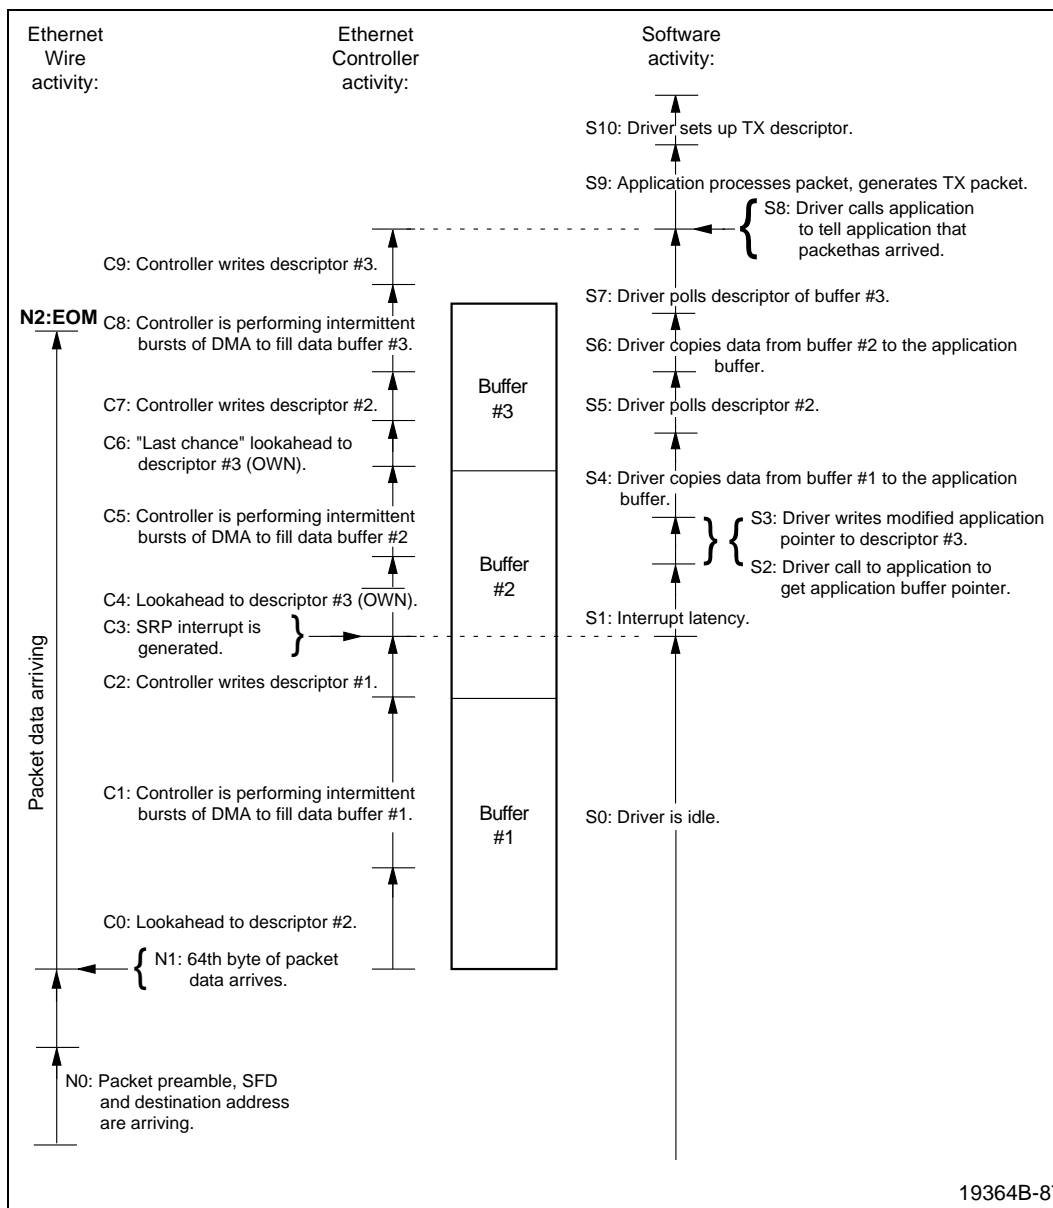 Ethernet
Wire
activity:
Ethernet
Controller
activity:
Software
activity:
S10: Driver sets up TX descriptor.
S9: Application processes packet, generates TX packet.
S8: Driver calls application
to tell application that
packethas arrived.
C9: Controller writes descriptor #3.
S7: Driver polls descriptor of buffer #3.
N2:EOM
C8: Controller is performing intermittent
bursts of DMA to fill data buffer #3.
S6: Driver copies data from buffer #2 to the application
buffer.
Buffer
#3
C7: Controller writes descriptor #2.
S5: Driver polls descriptor #2.
C6: "Last chance" lookahead to
descriptor #3 (OWN).
S4: Driver copies data from buffer #1 to the application
buffer.
C5: Controller is performing intermittent
bursts of DMA to fill data buffer #2
S3: Driver writes modified application
pointer to descriptor #3.
Buffer
#2
S2: Driver call to application to
get application buffer pointer.
C4: Lookahead to descriptor #3 (OWN).
S1: Interrupt latency.
C3: SRP interrupt is
generated.
C2: Controller writes descriptor #1.
Packet data arriving
C1: Controller is performing intermittent
bursts of DMA to fill data buffer #1.
Buffer
#1
S0: Driver is idle.
C0: Lookahead to descriptor #2.
N1: 64th byte of packet
data arrives.
N0: Packet preamble, SFD
and destination address
are arriving.